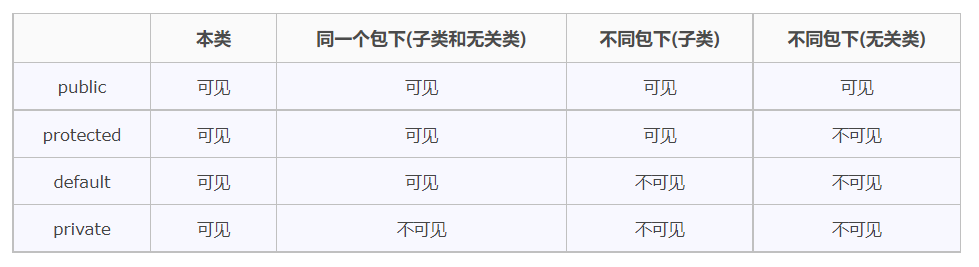 本类 同一个包下(子类和无关类) 不同包下(子类) 不同包下(无关类)
public 可见 可见 可见 可见
protected 可见 可见 可见 不可见
default 可见 可见 不可见 不可见
private 可见 不可见 不可见 不可见